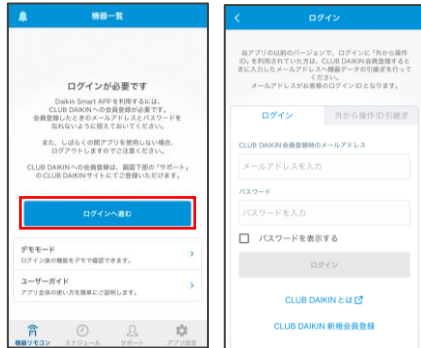 機器一覧
ログインが必要です
Daikin Smart APPを利用するには、
CLUB DAIKINへの会員登録が必要です。
会員登録したときのメールアドレスとパスワードを
忘れないように控えておいてください。
また、しばらくの間アプリを使用しない場合、
ログアウトしますのでご注意ください。
CLUB DAIKINへの会員登録は、画面下部の「サポート」
のCLUB DAIKINサイトにてご登録いただけます。
ログインへ進む
デモモード
ログイン後の機能をデモで確認できます。
ユーザーガイド
アプリ全体の使い方を簡単にご説明します。
機器リモコン
スケジュール
サポート
アプリ設定
ログイン
当アプリの以前のバージョンで、ログインに「外から操作
ID」を利用されていた方は、CLUB DAIKIN会員登録すると
きに入力したメールアドレスへ機器データの引継ぎを行って
ください。
メールアドレスがお客様のログインIDとなります。
ログイン
外から操作ID引継ぎ
CLUB DAIKIN会員登録時のメールアドレス
メールアドレスを入力
パスワード
パスワードを入力
パスワードを表示する
ログイン
CLUB DAIKINとは
CLUB DAIKIN 新規会員登録